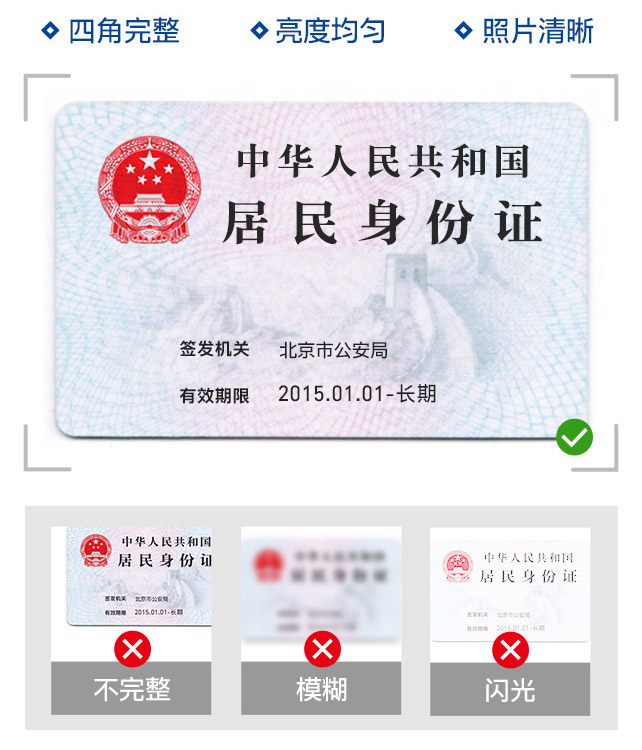 四角完整
亮度均匀
照片清晰
中华人民共和国
居民身份证
签发机关 北京市公安局
有效期限 2015.01.01-长期
中华人民共和国
居民身份证
签发机关 北京市公安局
有效期限 2015.01.01-长期
不完整
模糊
中华人民共和国
居民身份证
签发机关 北京市公安局
有效期限 2015.01.01-长期
闪光